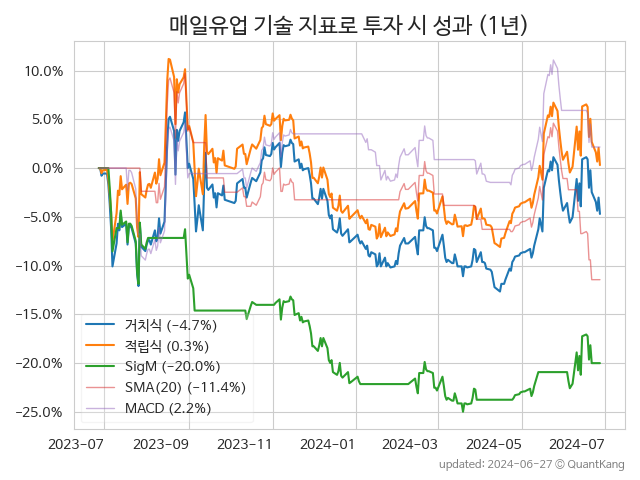 매일유업 기술 지표로 투자 시 성과 (1년)
10.0%
5.0%
0.0%
−5.0%
−10.0%
−15.0%
−20.0%
−25.0%
거치식 (−4.7%)
적립식 (0.3%)
SigM (−20.0%)
SMA(20) (−11.4%)
MACD (2.2%)
2023−07 2023−09 2023−11 2024−01 2024−03 2024−05 2024−07
updated: 2024−06−27 © QuantKang